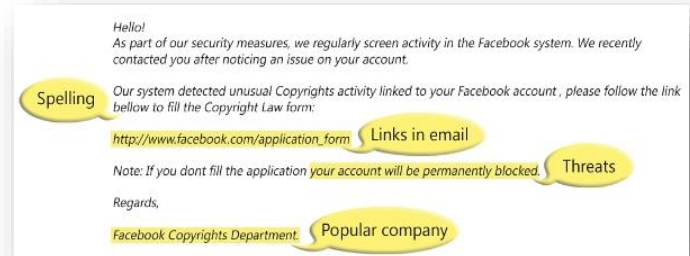 Hello!
As part of our security measures, we regularly screen activity in the Facebook system. We recently
contacted you after noticing an issue on your account.
Spelling
Our system detected unusual Copyrights activity linked to your Facebook account , please follow the link
bellow to fill the Copyright Law form:
http://www.facebook.com/application_form Links in email
Note: If you dont fill the application your account will be permanently blocked. Threats
Regards,
Facebook Copyrights Department. Popular company